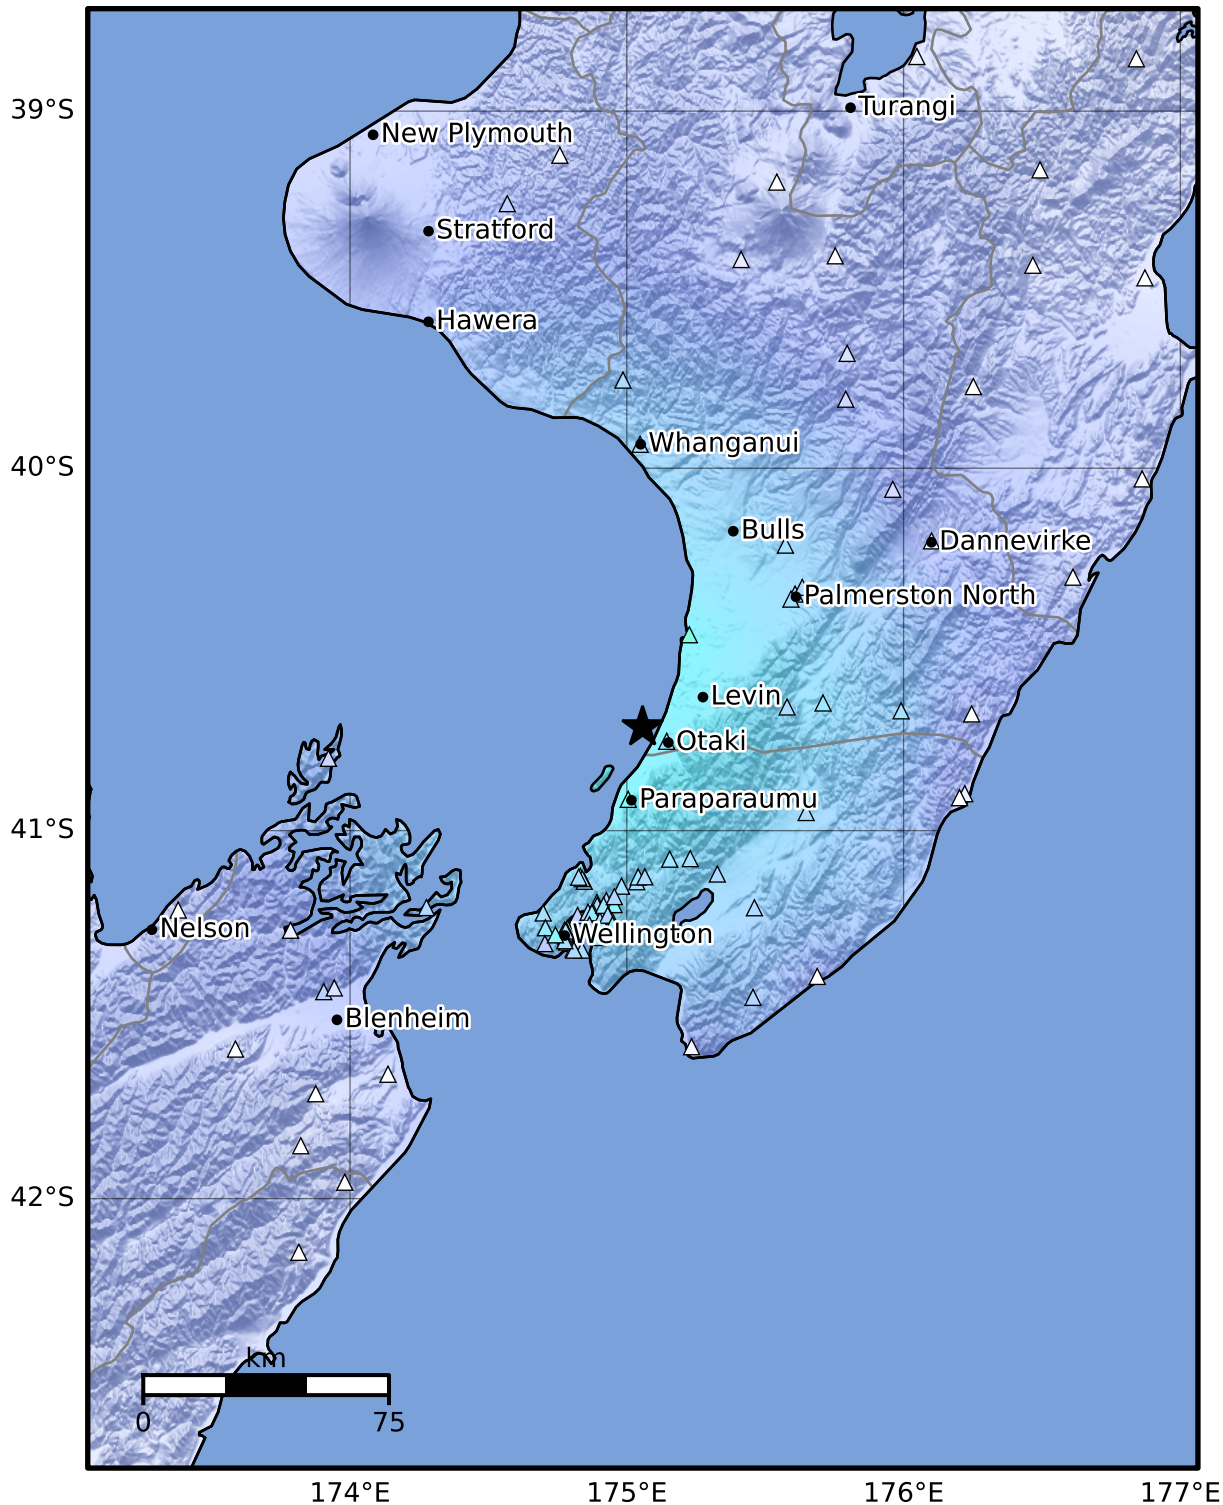 39°S
Turangi
New Plymouth
Stratford
Hawera
Whanganui
40°S
Bulls
Dannevirke
Palmerston North
Levin
Otaki
Paraparaumu
41°S
Nelson
Wellington
Blenheim
42°S
km
0 75
174°E 175°E 176°E 177°E